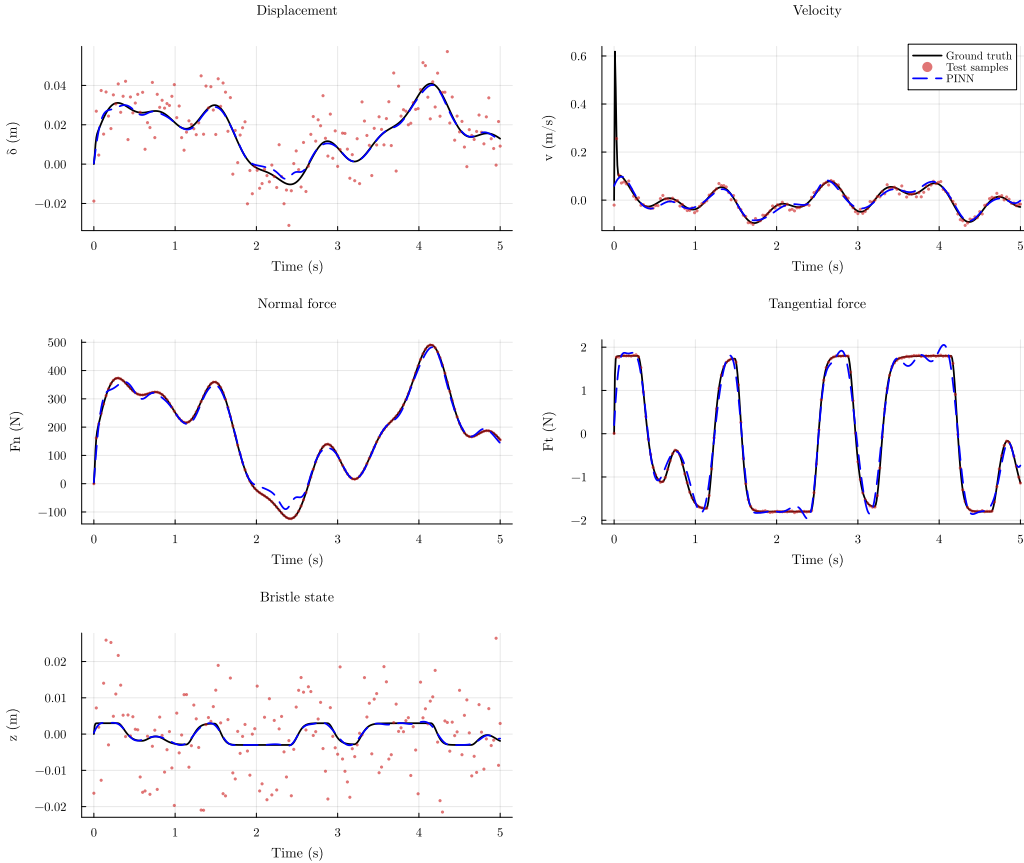 Displacement
δ (m)
0.04
0.02
0.00
−0.02
0 1 2 3 4 5
Time (s)
Velocity
v (m/s)
0.6
0.4
0.2
0.0
Ground truth
Test samples
PINN
0 1 2 3 4 5
Time (s)
Normal force
Fn (N)
500
400
300
200
100
0
−100
0 1 2 3 4 5
Time (s)
Tangential force
Ft (N)
2
1
0
−1
−2
0 1 2 3 4 5
Time (s)
Bristle state
z (m)
0.02
0.01
0.00
−0.01
−0.02
0 1 2 3 4 5
Time (s)